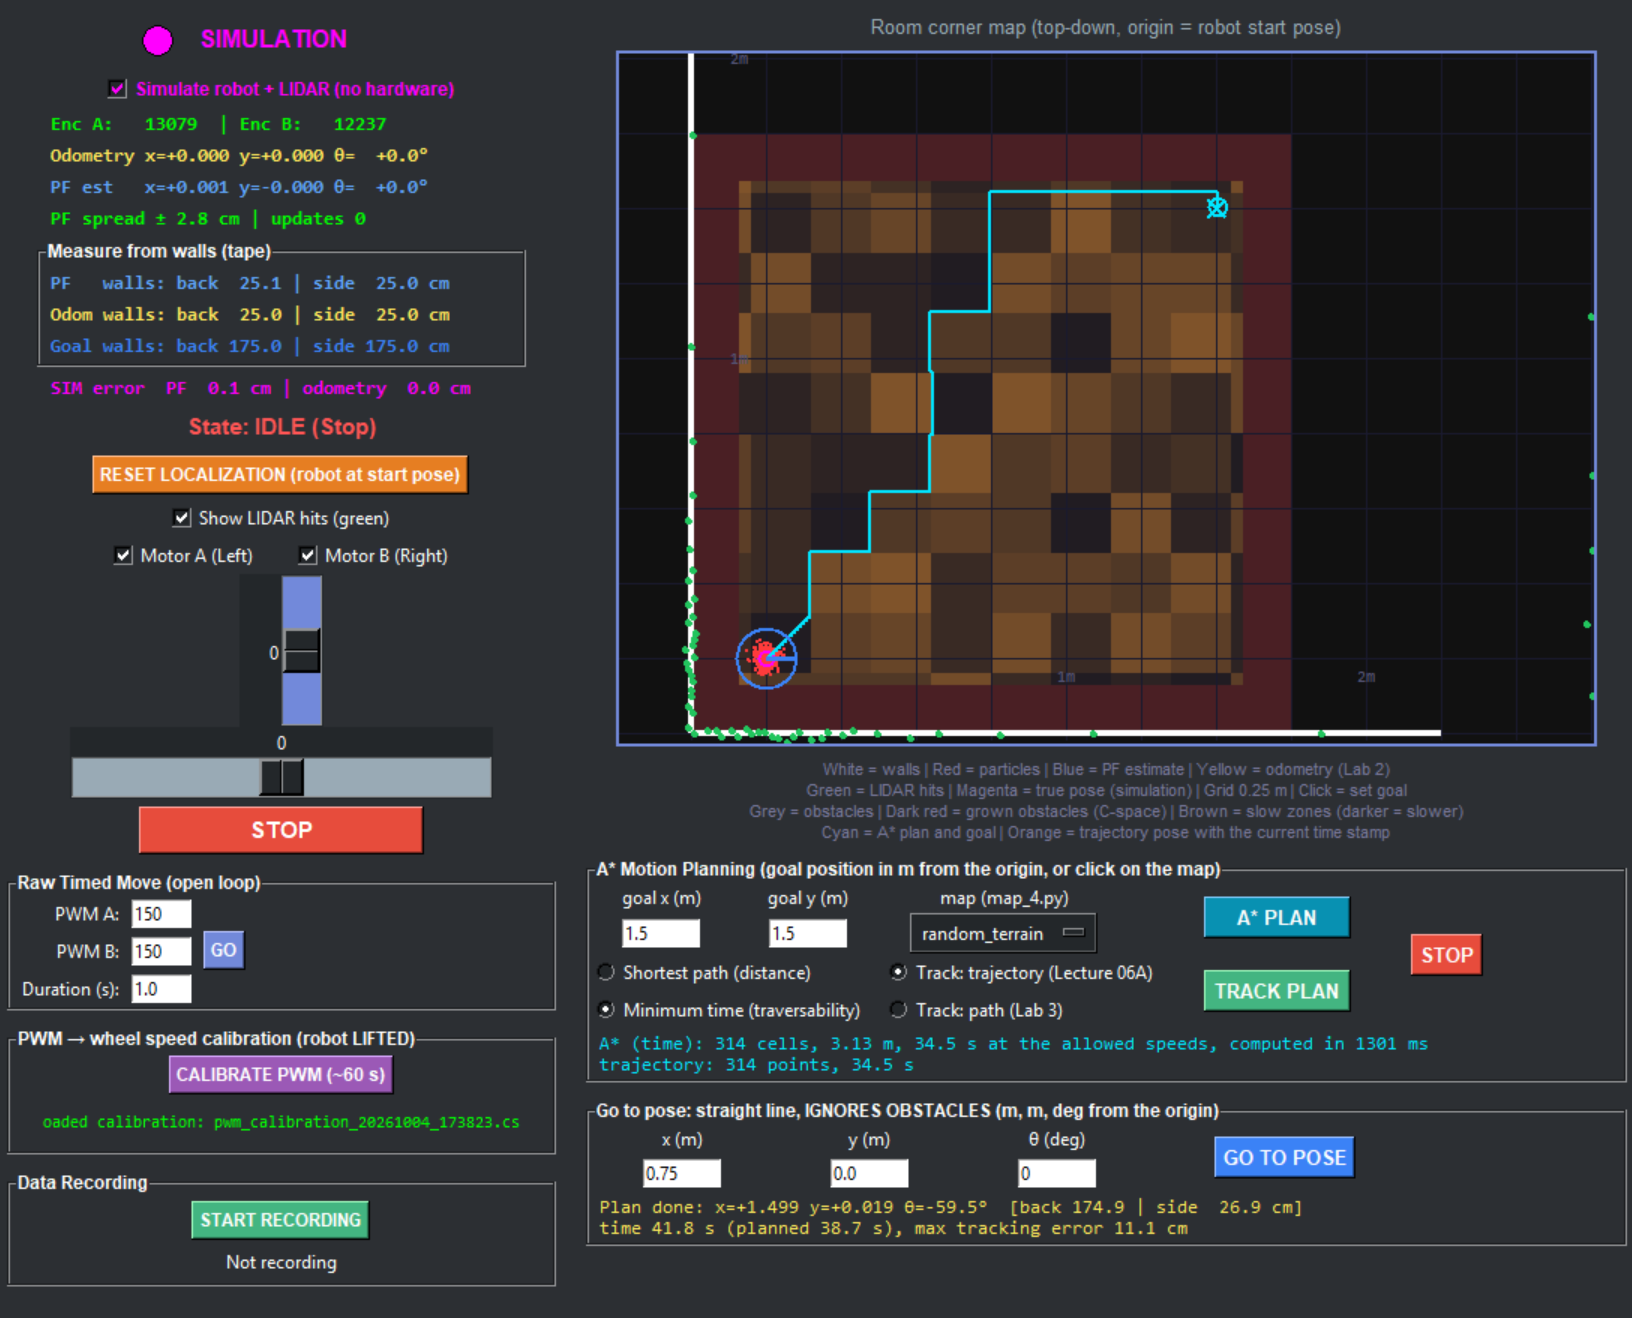 SIMULATION
Simulate robot + LIDAR (no hardware)
Enc A: 13079 | Enc B: 12237
Odometry x=+0.000 y=+0.000 θ= +0.0°
PF est x=+0.001 y=-0.000 θ= +0.0°
PF spread ± 2.8 cm | updates 0
Measure from walls (tape)
PF walls: back 25.1 | side 25.0 cm
Odom walls: back 25.0 | side 25.0 cm
Goal walls: back 175.0 | side 175.0 cm
SIM error PF 0.1 cm | odometry 0.0 cm
State: IDLE (Stop)
RESET LOCALIZATION (robot at start pose)
Show LIDAR hits (green)
Motor A (Left)
Motor B (Right)
0
0
STOP
Raw Timed Move (open loop)
PWM A: 150
PWM B: 150
GO
Duration (s): 1.0
PWM → wheel speed calibration (robot LIFTED)
CALIBRATE PWM (~60 s)
oaded calibration: pwm_calibration_20261004_173823.cs
Data Recording
START RECORDING
Not recording
Room corner map (top-down, origin = robot start pose)
2m
1m
1m
2m
White = walls | Red = particles | Blue = PF estimate | Yellow = odometry (Lab 2)
Green = LIDAR hits | Magenta = true pose (simulation) | Grid 0.25 m | Click = set goal
Grey = obstacles | Dark red = grown obstacles (C-space) | Brown = slow zones (darker = slower)
Cyan = A* plan and goal | Orange = trajectory pose with the current time stamp
A* Motion Planning (goal position in m from the origin, or click on the map)
goal x (m)
goal y (m)
map (map_4.py)
1.5
1.5
random_terrain
A* PLAN
STOP
Shortest path (distance)
Track: trajectory (Lecture 06A)
TRACK PLAN
Minimum time (traversability)
Track: path (Lab 3)
A* (time): 314 cells, 3.13 m, 34.5 s at the allowed speeds, computed in 1301 ms
trajectory: 314 points, 34.5 s
Go to pose: straight line, IGNORES OBSTACLES (m, m, deg from the origin)
x (m)
y (m)
θ (deg)
0.75
0.0
0
GO TO POSE
Plan done: x=+1.499 y=+0.019 θ=-59.5° [back 174.9 | side 26.9 cm]
time 41.8 s (planned 38.7 s), max tracking error 11.1 cm